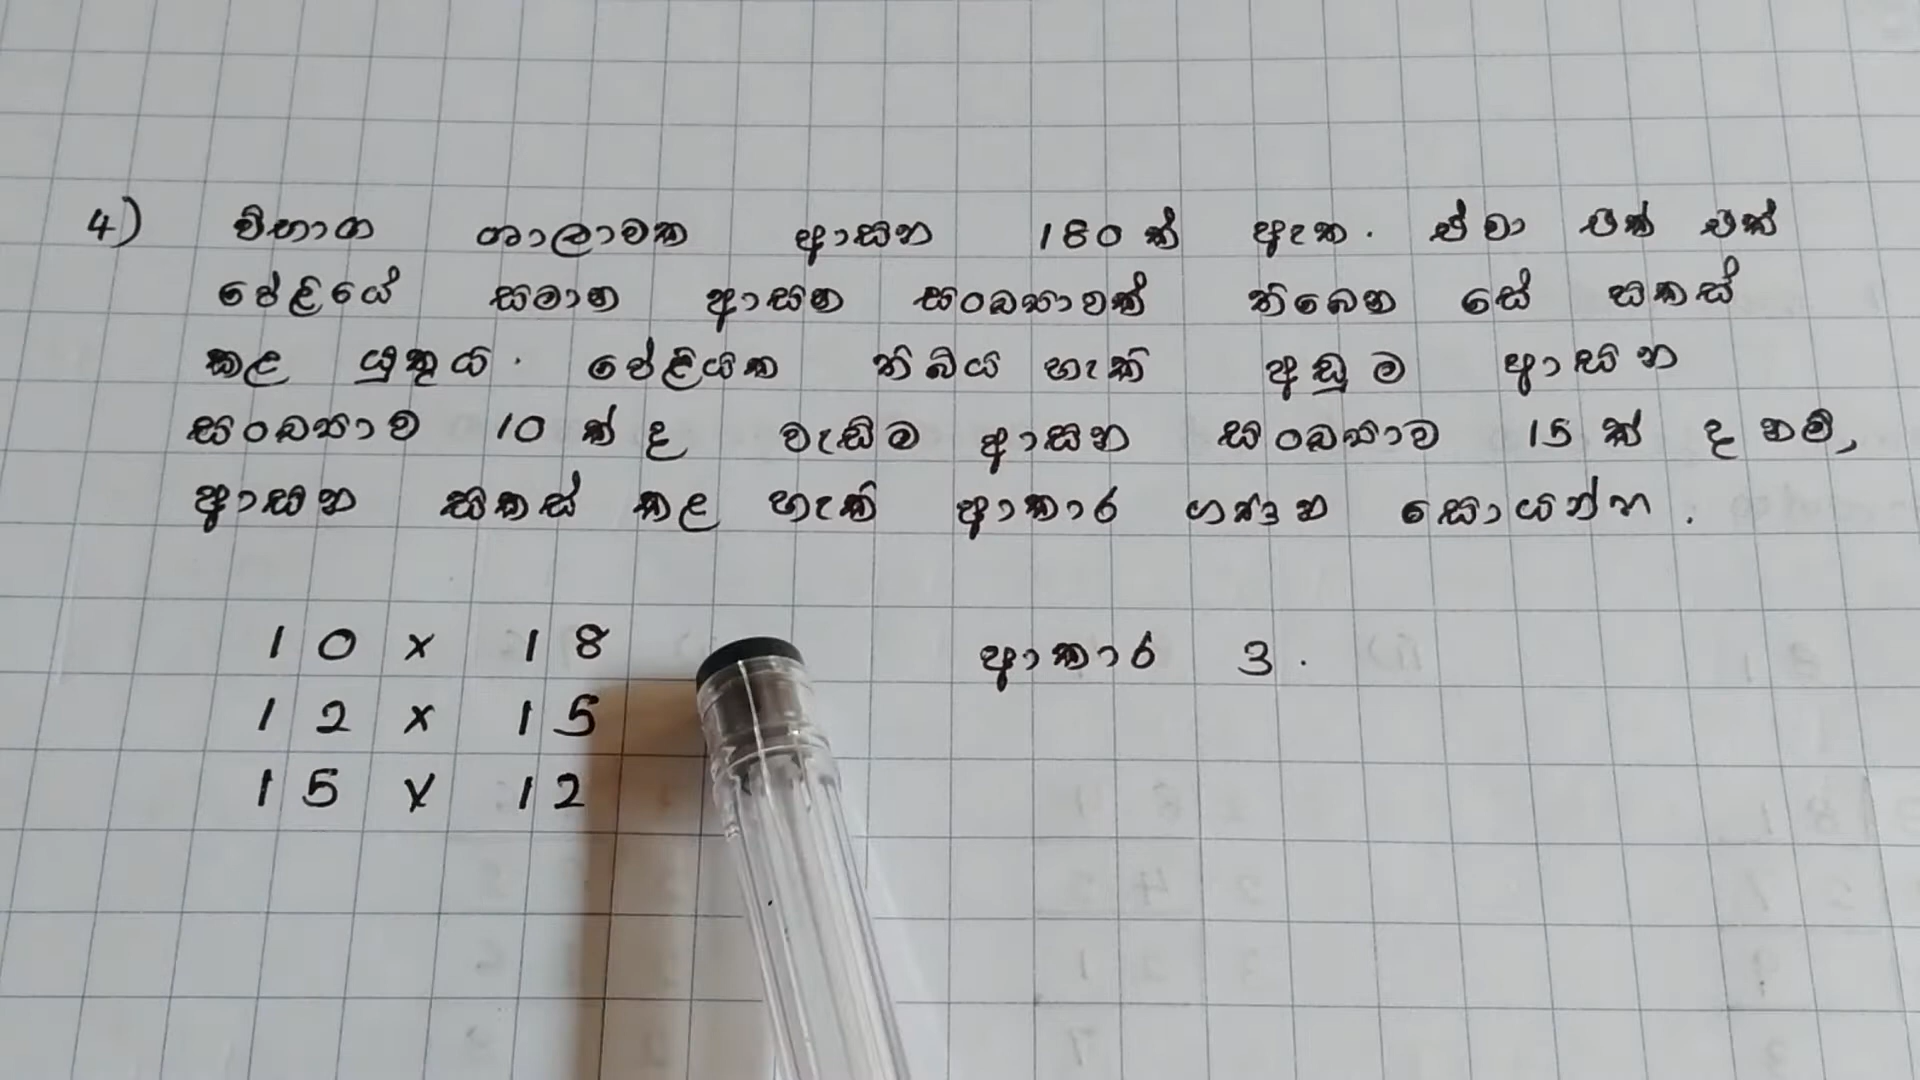 4) විභාග ශාලාවක ආසන 180 ක් ඇත. ඒවා එක් එක්
පේළියේ සමාන ආසන සංඛ්‍යාවක් තිබෙන සේ සකස්
කළ යුතුය. පේළියක තිබිය හැකි අඩුම ආසන
සංඛ්‍යාව 10 ක් ද වැඩිම ආසන සංඛ්‍යාව 15 ක් ද නම්,
ආසන සකස් කළ හැකි ආකාර ගණන සොයන්න.
10 x 18 ආකාර 3.
12 x 15
15 x 12